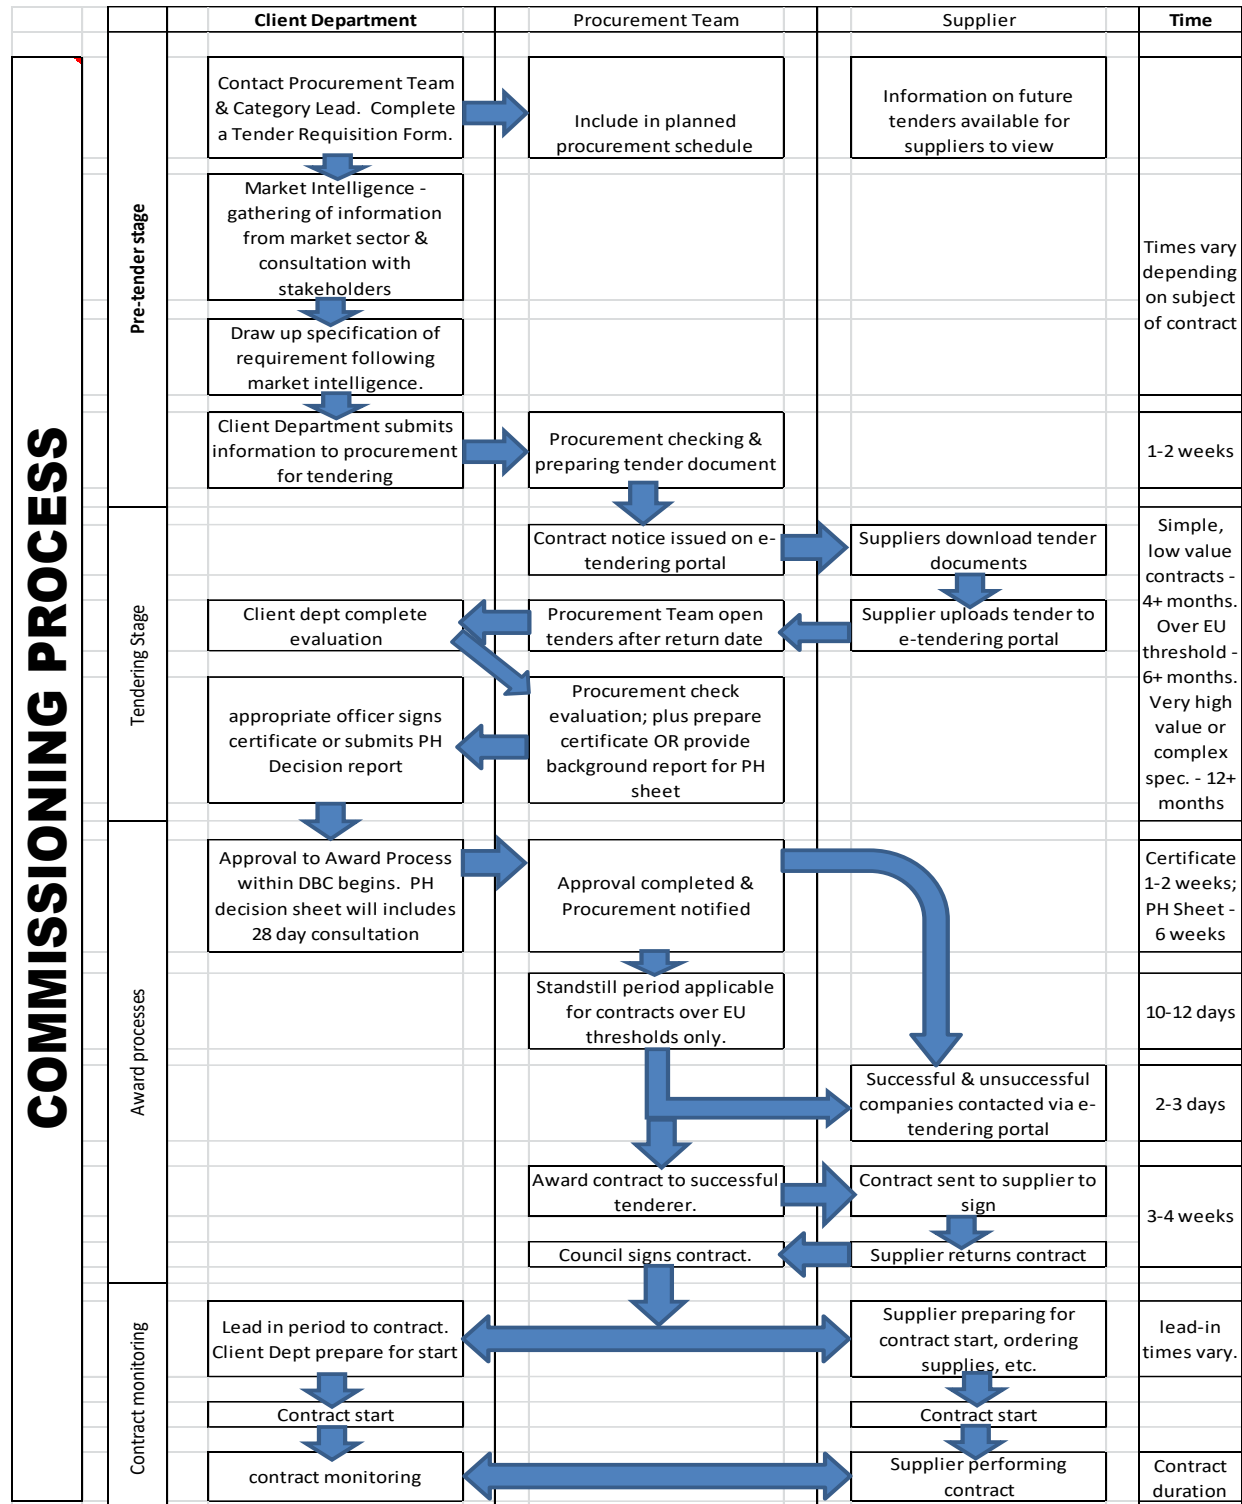 Client Department
Procurement Team
Supplier
Time
COMMISSIONING PROCESS
Pre-tender stage
Contact Procurement Team
& Category Lead. Complete
a Tender Requisition Form.
Include in planned
procurement schedule
Information on future
tenders available for
suppliers to view
Market Intelligence -
gathering of information
from market sector &
consultation with
stakeholders
Times vary
depending
on subject
of contract
Draw up specification of
requirement following
market intelligence.
Client Department submits
information to procurement
for tendering
Procurement checking &
preparing tender document
1-2 weeks
Tendering Stage
Contract notice issued on e-
tendering portal
Suppliers download tender
documents
Simple,
low value
contracts -
4+ months.
Over EU
threshold -
6+ months.
Very high
value or
complex
spec. - 12+
months
Client dept complete
evaluation
Procurement Team open
tenders after return date
Supplier uploads tender to
e-tendering portal
appropriate officer signs
certificate or submits PH
Decision report
Procurement check
evaluation; plus prepare
certificate OR provide
background report for PH
sheet
Award processes
Approval to Award Process
within DBC begins. PH
decision sheet will includes
28 day consultation
Approval completed &
Procurement notified
Certificate
1-2 weeks;
PH Sheet -
6 weeks
Standstill period applicable
for contracts over EU
thresholds only.
10-12 days
Successful & unsuccessful
companies contacted via e-
tendering portal
2-3 days
Award contract to successful
tenderer.
Contract sent to supplier to
sign
3-4 weeks
Council signs contract.
Supplier returns contract
Contract monitoring
Lead in period to contract.
Client Dept prepare for start
Supplier preparing for
contract start, ordering
supplies, etc.
lead-in
times vary.
Contract start
Contract start
contract monitoring
Supplier performing
contract
Contract
duration